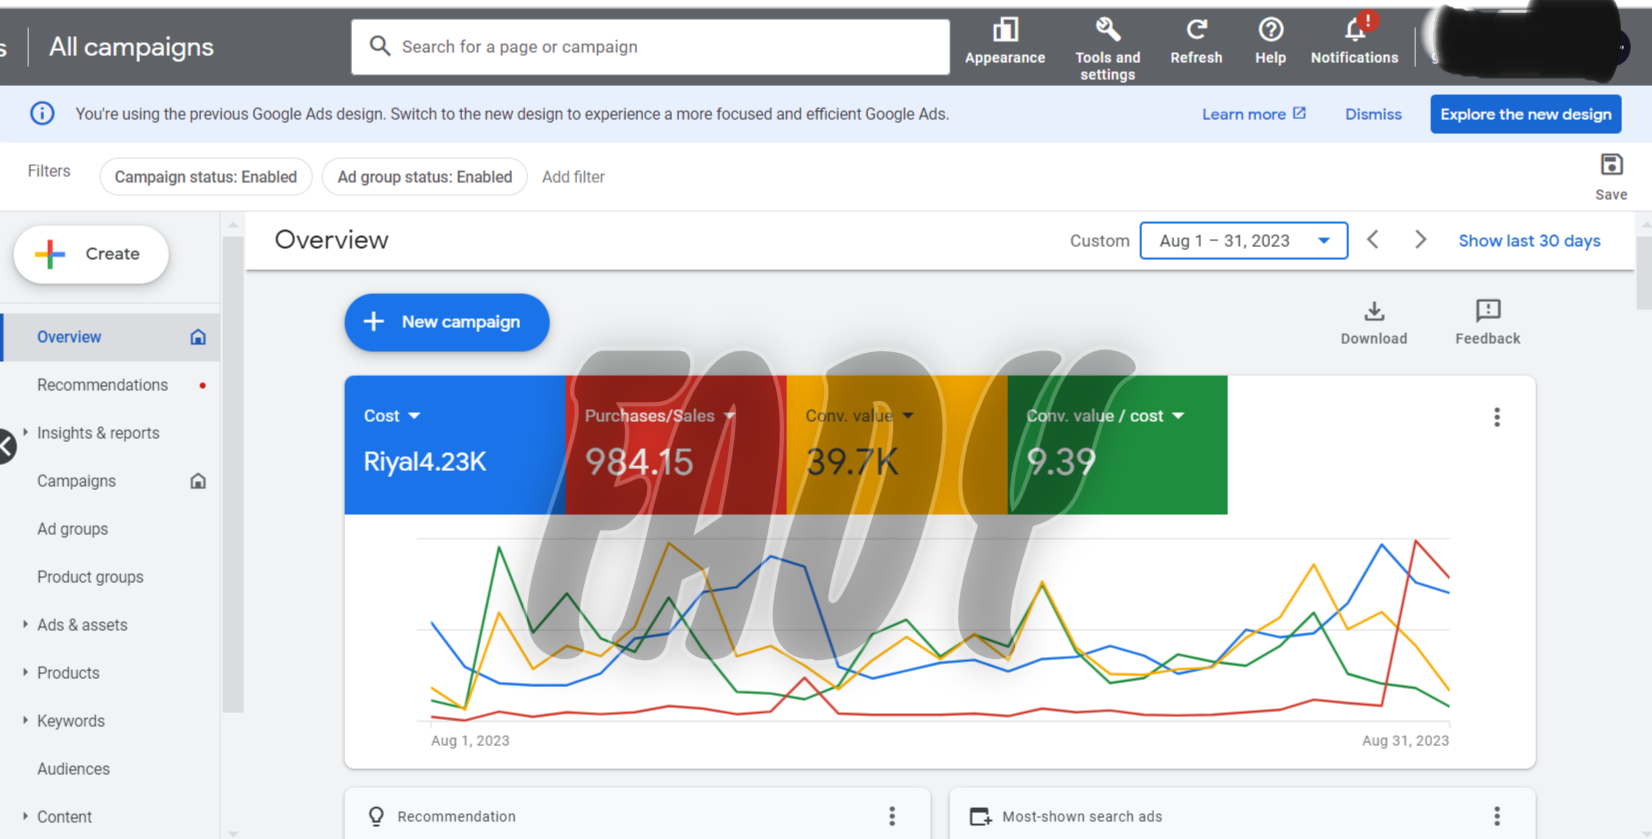 s All campaigns
Search for a page or campaign
Appearance
Tools and settings
Refresh
Help
Notifications
You're using the previous Google Ads design. Switch to the new design to experience a more focused and efficient Google Ads.
Learn more
Dismiss
Explore the new design
Filters
Campaign status: Enabled
Ad group status: Enabled
Add filter
Save
Create
Overview
Recommendations
Insights & reports
Campaigns
Ad groups
Product groups
Ads & assets
Products
Keywords
Audiences
Content
Overview
Custom
Aug 1 – 31, 2023
Show last 30 days
New campaign
Download
Feedback
Cost
Riyal4.23K
Purchases/Sales
984.15
Conv. value
39.7K
Conv. value / cost
9.39
FADY
Aug 1, 2023
Aug 31, 2023
Recommendation
Most-shown search ads